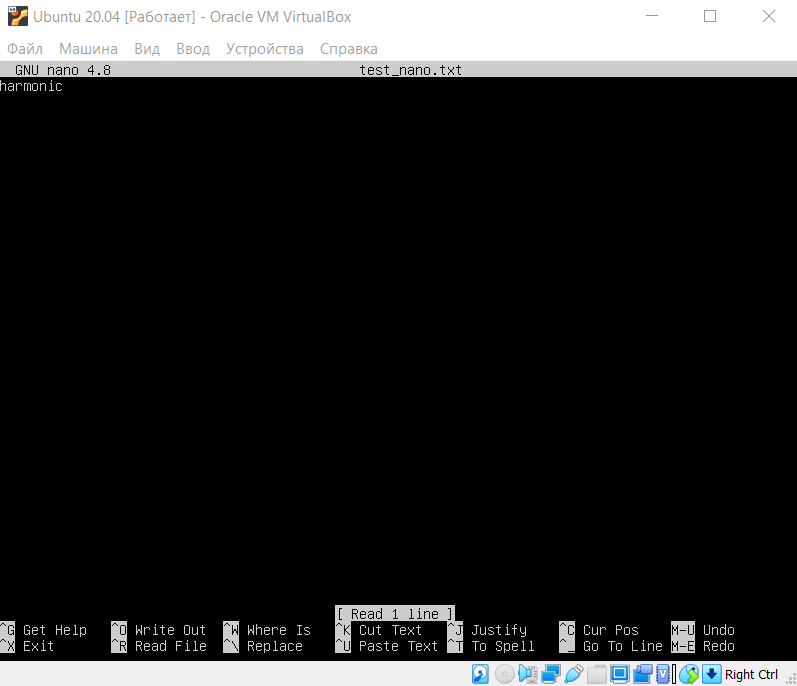 Ubuntu 20.04 [Работает] - Oracle VM VirtualBox
Файл Машина Вид Ввод Устройства Справка
GNU nano 4.8 test_nano.txt
harmonic
[ Read 1 line ]
^G Get Help ^O Write Out ^W Where Is ^K Cut Text ^J Justify ^C Cur Pos M-U Undo
^X Exit ^R Read File ^\ Replace ^U Paste Text ^T To Spell ^_ Go To Line M-E Redo
Right Ctrl